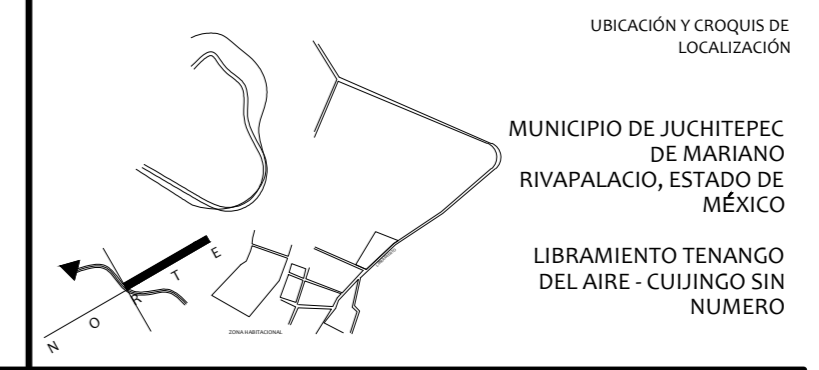 UBICACIÓN Y CROQUIS DE
LOCALIZACIÓN
MUNICIPIO DE JUCHITEPEC
DE MARIANO
RIVAPALACIO, ESTADO DE
MÉXICO
LIBRAMIENTO TENANGO
DEL AIRE - CUIJINGO SIN
NUMERO
NORTE
ZONA HABITACIONAL